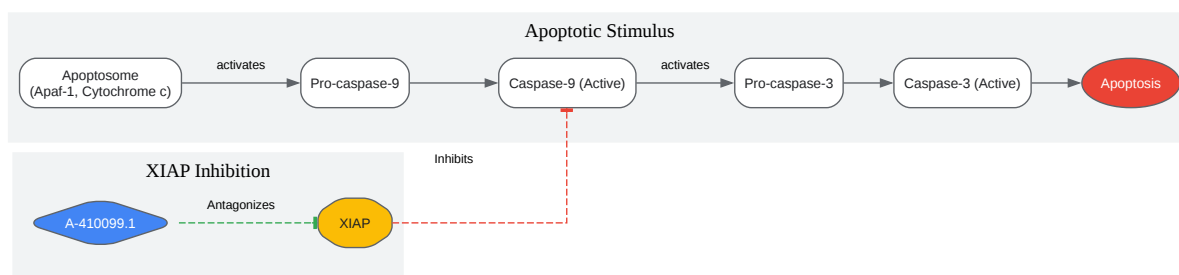 Apoptotic Stimulus
Apoptosome
(Apaf-1, Cytochrome c)
activates
Pro-caspase-9
Caspase-9 (Active)
activates
Pro-caspase-3
Caspase-3 (Active)
Apoptosis
Inhibits
XIAP Inhibition
A-410099.1
Antagonizes
XIAP